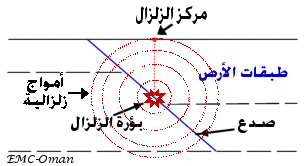 مركز الزلزال
طبقات الأرض
أمواج
زلزالية
بؤرة الزلزال
صدع
EMC-Oman